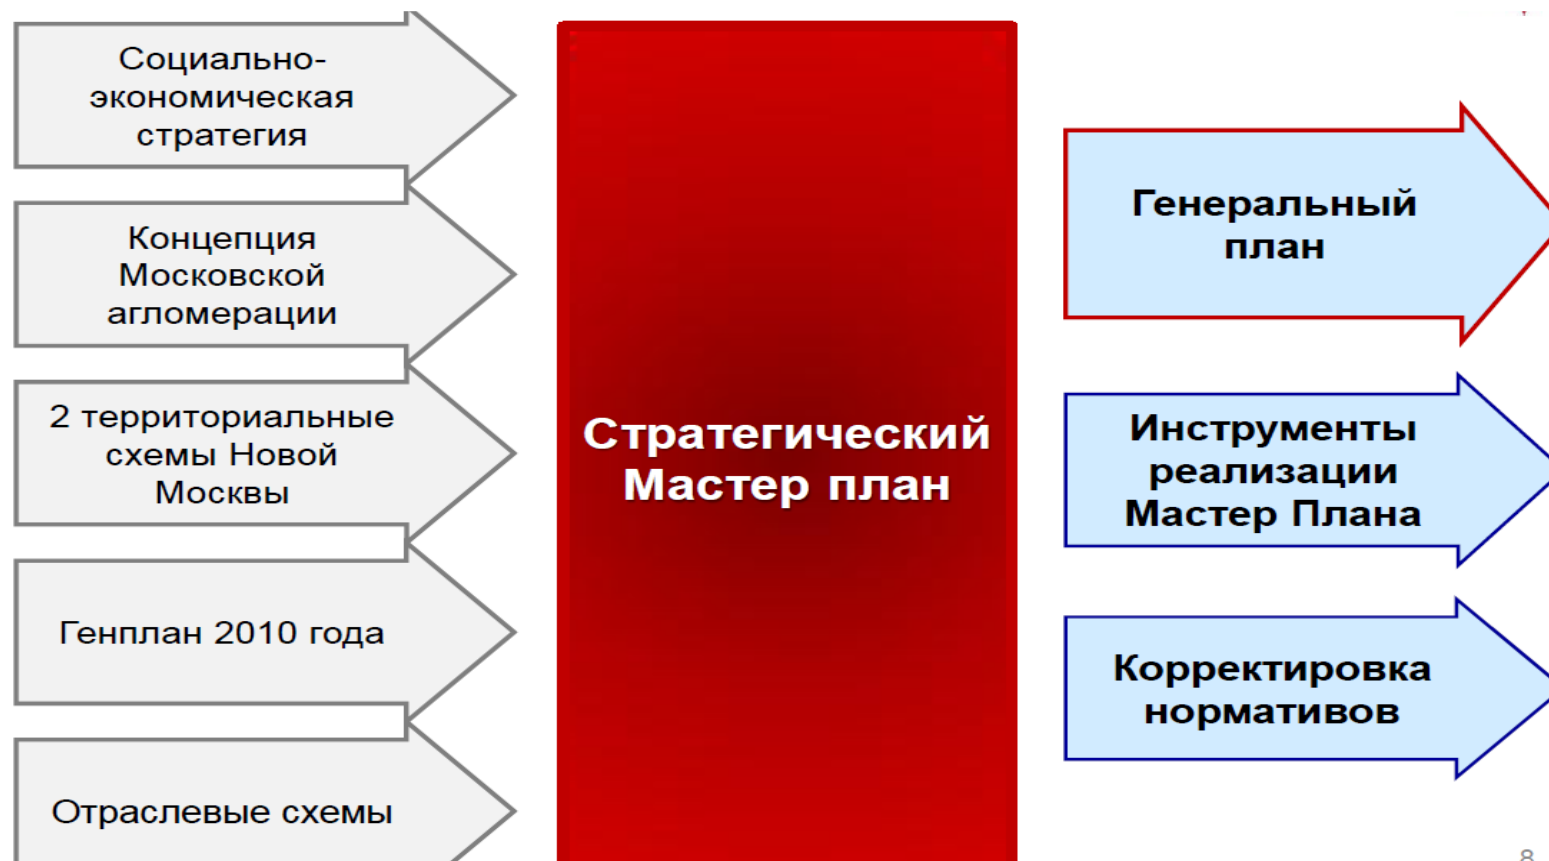 Социально-
экономическая
стратегия
Концепция
Московской
агломерации
2 территориальные
схемы Новой
Москвы
Генплан 2010 года
Отраслевые схемы
Стратегический
Мастер план
Генеральный
план
Инструменты
реализации
Мастер Плана
Корректировка
нормативов
8